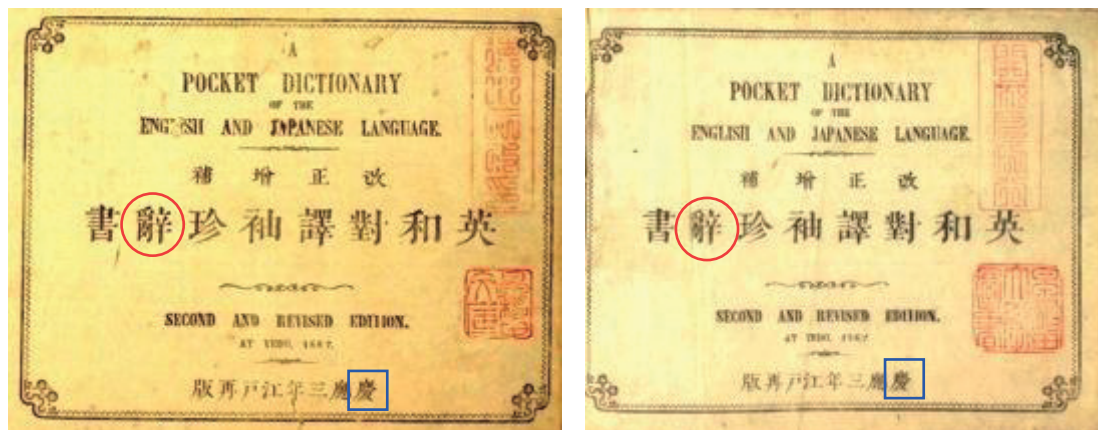 A
POCKET DICTIONARY
OF THE
ENGLISH AND JAPANESE LANGUAGE.
改正增補
英和對譯袖珍辭書
SECOND AND REVISED EDITION.
AT YEDO, 1867.
慶應三年江戸再版
A
POCKET DICTIONARY
OF THE
ENGLISH AND JAPANESE LANGUAGE.
改正增補
英和對譯袖珍辭書
SECOND AND REVISED EDITION.
AT YEDO, 1867.
慶應三年江戸再版